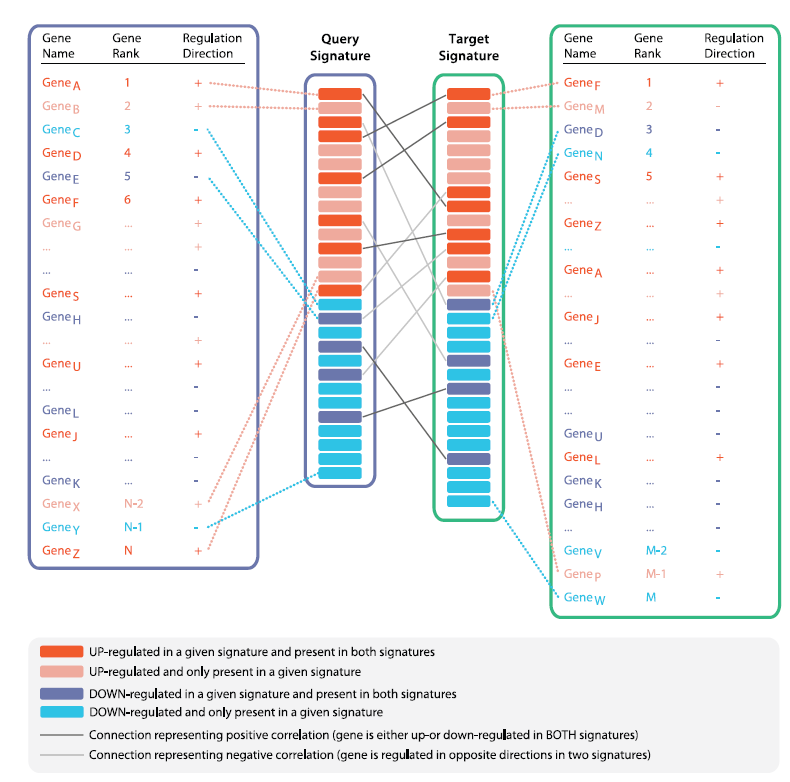 Gene Name Gene Rank Regulation Direction
Query Signature
Target Signature
Gene Name Gene Rank Regulation Direction
GeneA 1 +
GeneB 2 +
GeneC 3 -
GeneD 4 +
GeneE 5 -
GeneF 6 +
GeneG ... +
... ... +
... ... -
GeneS ... +
GeneH ... -
... ... +
GeneU ... +
... ... -
GeneL ... -
GeneJ ... +
... ... -
GeneK ... -
GeneX N-2 +
GeneY N-1 -
GeneZ N +
GeneF 1 +
GeneM 2 -
GeneD 3 -
GeneN 4 -
GeneS 5 +
... ... +
GeneZ ... +
... ... -
GeneA ... +
... ... +
GeneJ ... +
... ... -
GeneE ... +
... ... -
... ... -
GeneU ... -
GeneL ... +
GeneK ... -
GeneH ... -
... ... -
GeneV M-2 -
GeneP M-1 +
GeneW M -
UP-regulated in a given signature and present in both signatures
UP-regulated and only present in a given signature
DOWN-regulated in a given signature and present in both signatures
DOWN-regulated and only present in a given signature
Connection representing positive correlation (gene is either up-or down-regulated in BOTH signatures)
Connection representing negative correlation (gene is regulated in opposite directions in two signatures)